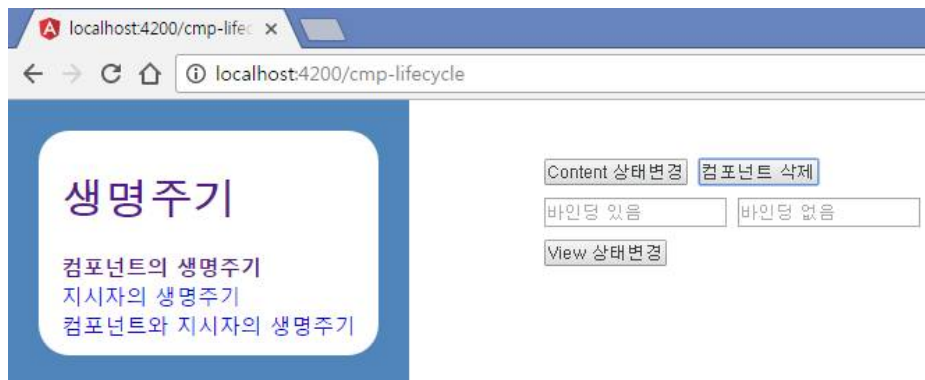 localhost:4200/cmp-lifec
localhost:4200/cmp-lifecycle
생명주기
컴포넌트의 생명주기
지시자의 생명주기
컴포넌트와 지시자의 생명주기
Content 상태변경 컴포넌트 삭제
바인딩 있음 바인딩 없음
View 상태변경